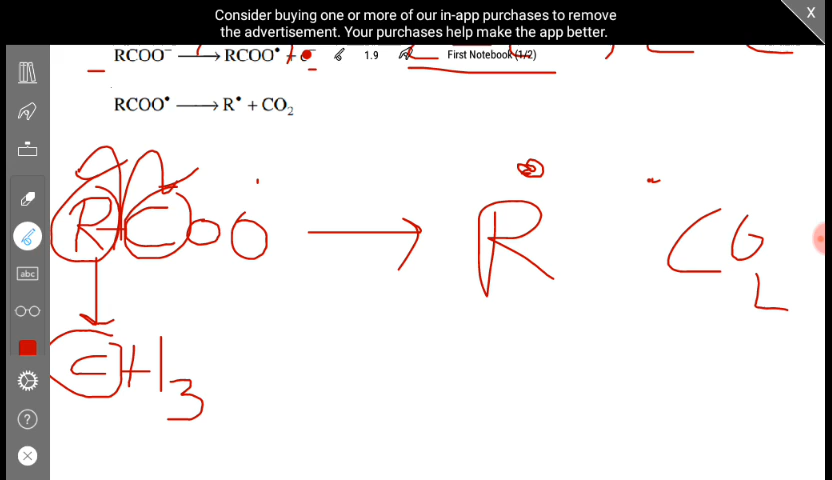 Consider buying one or more of our in-app purchases to remove
the advertisement. Your purchases help make the app better.
X
RCOO⁻ ⟶ RCOO• +
1.9
First Notebook (1/2)
RCOO• ⟶ R• + CO₂
abc
RCOO ⟶ R CO₂
CH₃
?